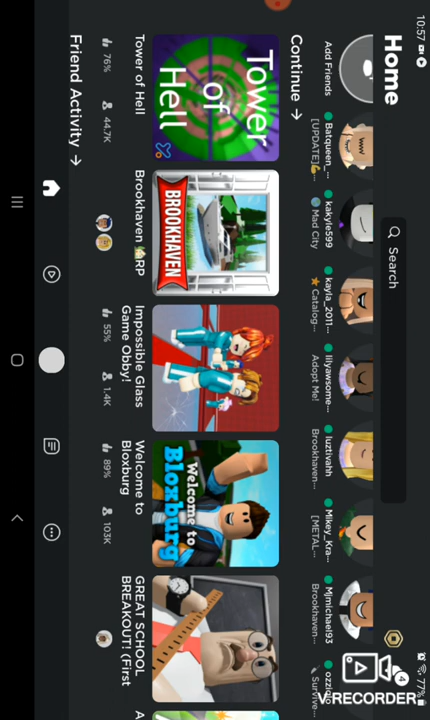 10:57
77%
Home
Search
4
V RECORDER
Add Friends
Batqueen_...
[UPDATE]💪...
kakyle599
Mad City
kayla_2011...
⭐ Catalog...
lilyawsome...
Adopt Me!
luztivahh
Brookhaven...
Mikey_Kra...
[METAL...
Mjmichael93
Brookhaven...
ozzie
Survive...
Continue →
Tower
of
Hell
BROOKHAVEN
Welcome to
Bloxburg
Tower of Hell
76% 44.7K
Brookhaven 🏡RP
Impossible Glass
Game Obby!
55% 1.4K
Welcome to
Bloxburg
89% 103K
GREAT SCHOOL
BREAKOUT! (First
A
Friend Activity →